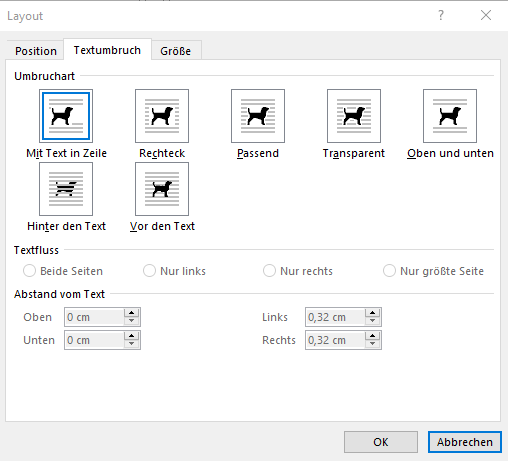 Layout ?
Position Textumbruch Größe
Umbruchart
Mit Text in Zeile Rechteck Passend Transparent Oben und unten
Hinter den Text Vor den Text
Textfluss
Beide Seiten Nur links Nur rechts Nur größte Seite
Abstand vom Text
Oben 0 cm Links 0,32 cm
Unten 0 cm Rechts 0,32 cm
OK Abbrechen